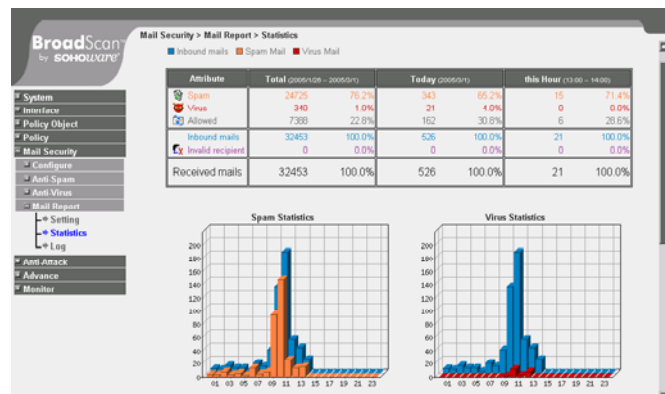 BroadScan
by SOHOware
Mail Security > Mail Report > Statistics
Inbound mails Spam Mail Virus Mail
Attribute Total (2005/1/26 ~ 2005/3/1) Today (2005/3/1) this Hour (13:00 ~ 14:00)
Spam 24725 76.2% 343 65.2% 15 71.4%
Virus 340 1.0% 21 4.0% 0 0.0%
Allowed 7388 22.8% 162 30.8% 6 28.6%
Inbound mails 32453 100.0% 526 100.0% 21 100.0%
Invalid recipient 0 0.0% 0 0.0% 0 0.0%
Received mails 32453 100.0% 526 100.0% 21 100.0%
System
Interface
Policy Object
Policy
Mail Security
Configure
Anti-Spam
Anti-Virus
Mail Report
Setting
Statistics
Log
Anti-Attack
Advance
Monitor
Spam Statistics
200
180
160
140
120
100
80
60
40
20
0
01 03 05 07 09 11 13 15 17 19 21 23
Virus Statistics
200
180
160
140
120
100
80
60
40
20
0
01 03 05 07 09 11 13 15 17 19 21 23